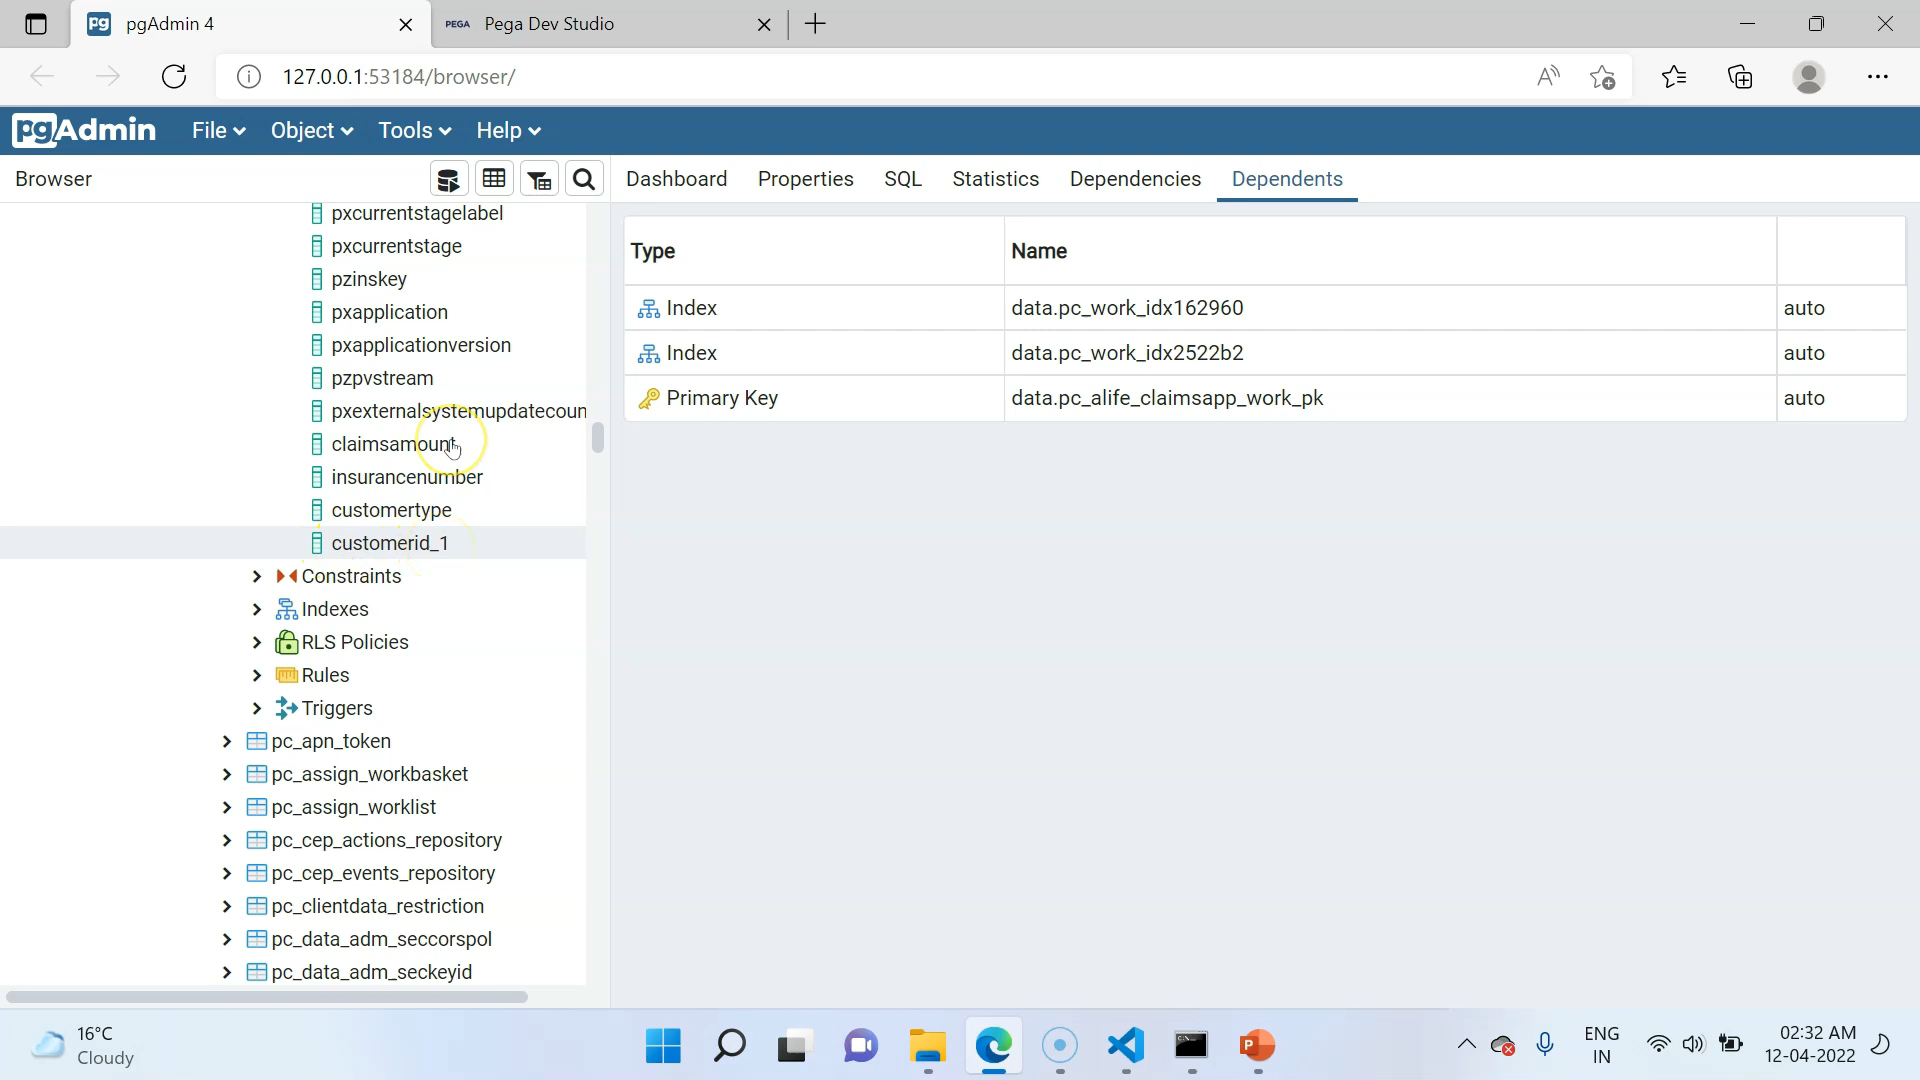 pgAdmin 4
PEGA Pega Dev Studio
127.0.0.1:53184/browser/
pgAdmin File Object Tools Help
Browser
Dashboard Properties SQL Statistics Dependencies Dependents
pxcurrentstagelabel
pxcurrentstage
pzinskey
pxapplication
pxapplicationversion
pzpvstream
pxexternalsystemupdatecoun
claimsamount
insurancenumber
customertype
customerid_1
Constraints
Indexes
RLS Policies
Rules
Triggers
pc_apn_token
pc_assign_workbasket
pc_assign_worklist
pc_cep_actions_repository
pc_cep_events_repository
pc_clientdata_restriction
pc_data_adm_seccorspol
pc_data_adm_seckeyid
Type Name
Index data.pc_work_idx162960 auto
Index data.pc_work_idx2522b2 auto
Primary Key data.pc_alife_claimsapp_work_pk auto
16°C
Cloudy
ENG
IN
02:32 AM
12-04-2022